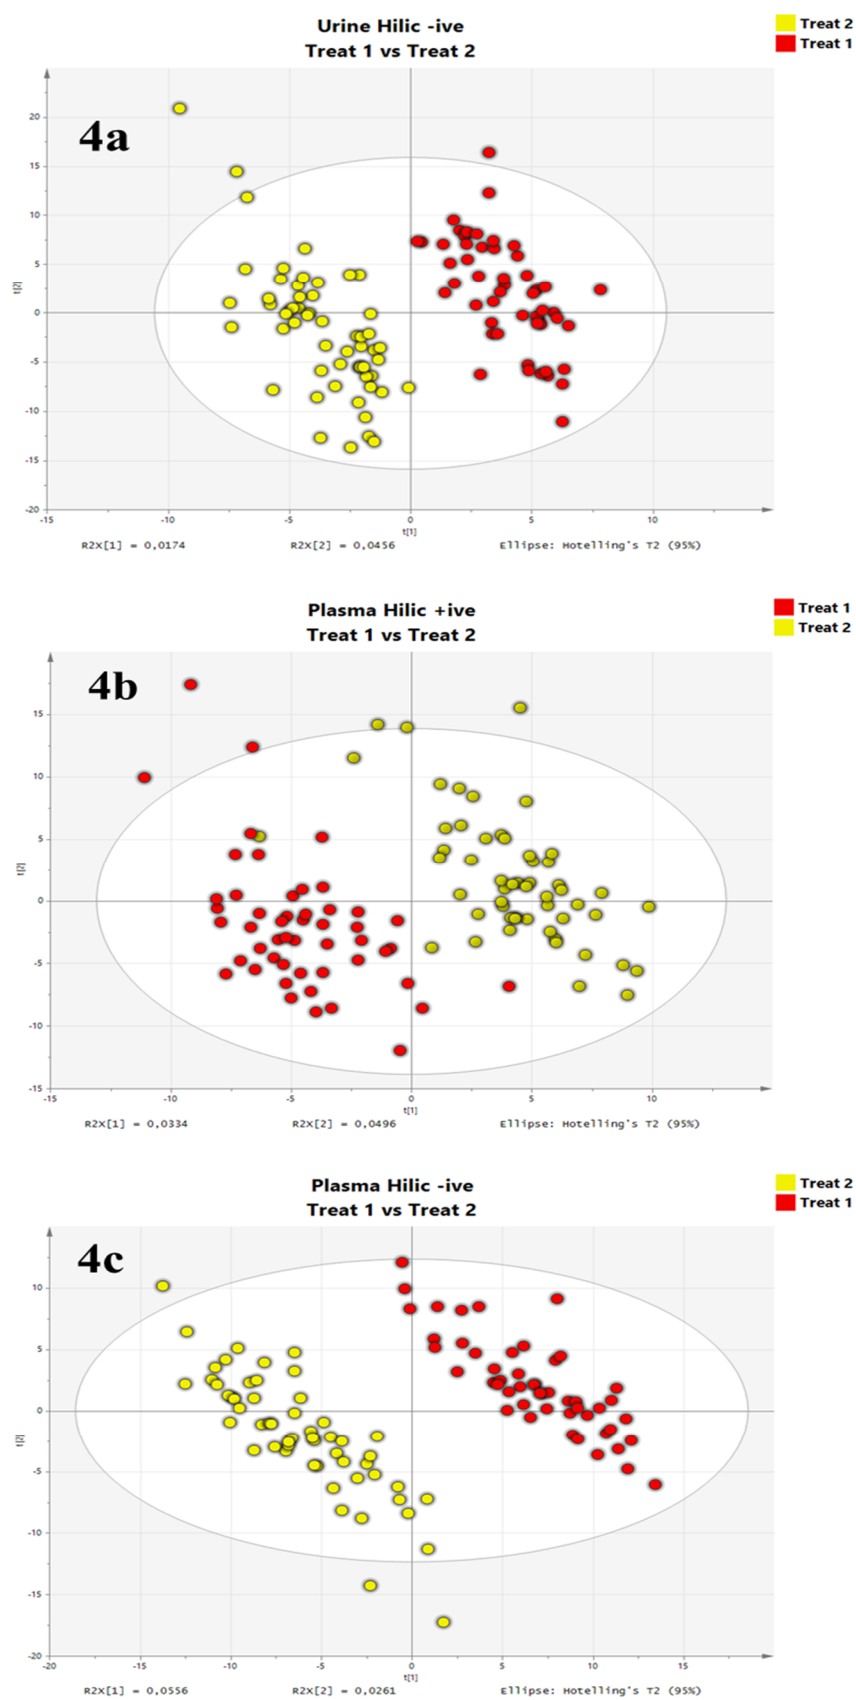 Urine Hilic -ive
Treat 1 vs Treat 2
Treat 2
Treat 1
4a
20
15
10
5
0
-5
-10
-15
-20
t[2]
-15 -10 -5 0 5 10
t[1]
R2X[1] = 0,0174 R2X[2] = 0,0456 Ellipse: Hotelling's T2 (95%)
Plasma Hilic +ive
Treat 1 vs Treat 2
Treat 1
Treat 2
4b
15
10
5
0
-5
-10
-15
t[2]
-15 -10 -5 0 5 10
t[1]
R2X[1] = 0,0334 R2X[2] = 0,0496 Ellipse: Hotelling's T2 (95%)
Plasma Hilic -ive
Treat 1 vs Treat 2
Treat 2
Treat 1
4c
10
5
0
-5
-10
-15
-20
t[2]
-20 -15 -10 -5 0 5 10 15
t[1]
R2X[1] = 0,0556 R2X[2] = 0,0261 Ellipse: Hotelling's T2 (95%)